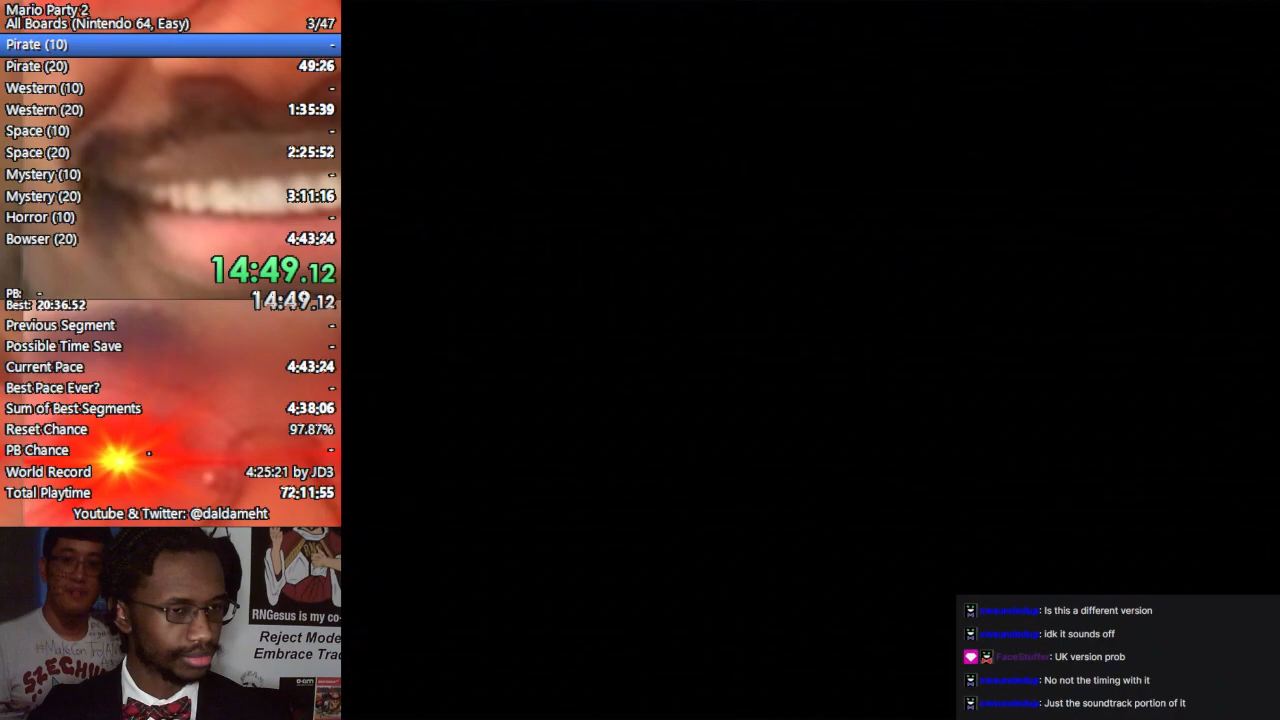 Mario Party 2
All Boards (Nintendo 64, Easy) 3/47
Pirate (10) -
Pirate (20) 49:26
Western (10) -
Western (20) 1:35:39
Space (10) -
Space (20) 2:25:52
Mystery (10) -
Mystery (20) 3:11:16
Horror (10) -
Bowser (20) 4:43:24
14:49.12
PB: -
14:49.12
Best: 20:36.52
Previous Segment -
Possible Time Save -
Current Pace 4:43:24
Best Pace Ever? -
Sum of Best Segments 4:38:06
Reset Chance 97.87%
PB Chance -
World Record 4:25:21 by JD3
Total Playtime 72:11:55
Youtube & Twitter: @daldameht
RNGesus is my co-
Reject Mode
Embrace Tra
: Is this a different version
: idk it sounds off
FaceStuffer: UK version prob
: No not the timing with it
: Just the soundtrack portion of it